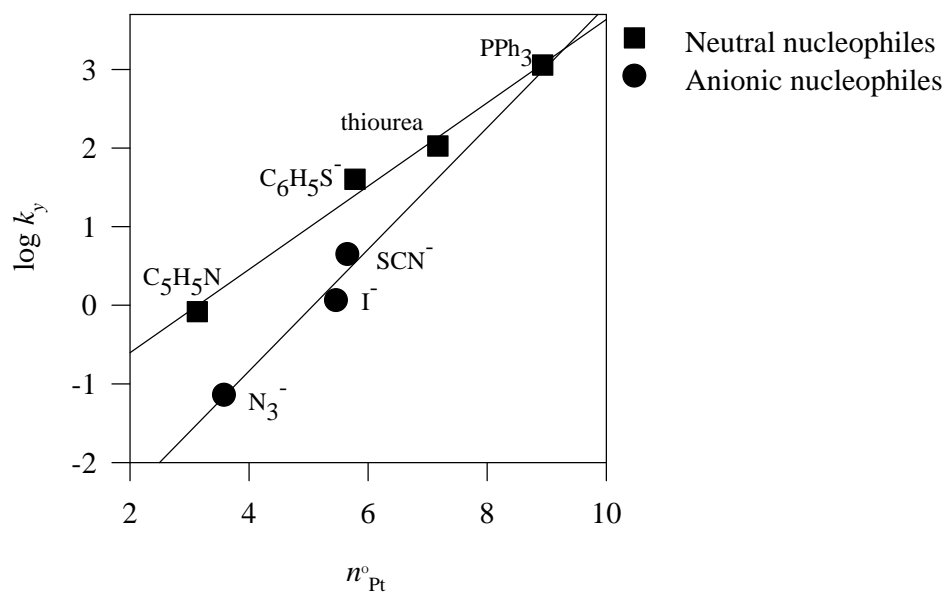 PPh3
Neutral nucleophiles
Anionic nucleophiles
3
thiourea
2
C6H5S-
log ky
1
SCN-
C5H5N
0
I-
-1
N3-
-2
2 4 6 8 10
n°Pt